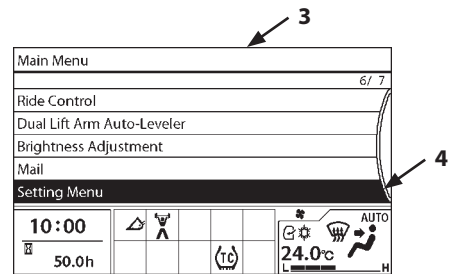 3
Main Menu
6/ 7
Ride Control
Dual Lift Arm Auto-Leveler
Brightness Adjustment
Mail
4
Setting Menu
10:00
AUTO
50.0h
TC
24.0℃
L H